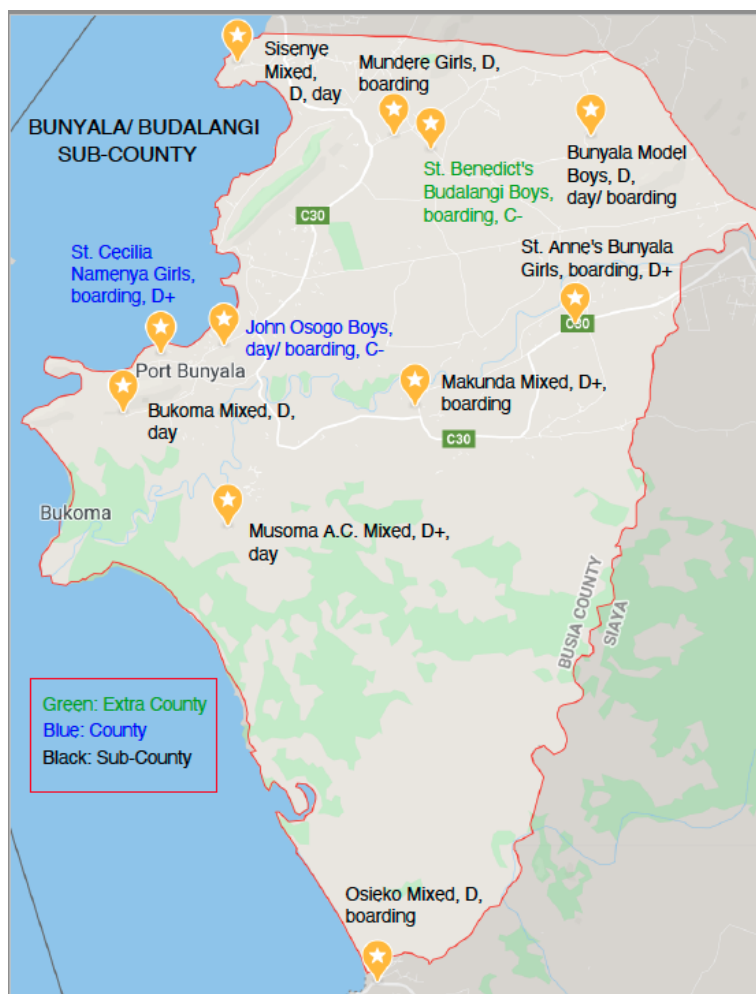 Sisenye
Mixed,
D, day
Mundere Girls, D,
boarding
BUNYALA/ BUDALANGI
SUB-COUNTY
St. Benedict's
Budalangi Boys,
boarding, C-
Bunyala Model
Boys, D,
day/ boarding
C30
St. Cecilia
Namenya Girls,
boarding, D+
St. Anne's Bunyala
Girls, boarding, D+
C30
John Osogo Boys,
day/ boarding, C-
Port Bunyala
Makunda Mixed, D+,
boarding
Bukoma Mixed, D,
day
C30
Bukoma
Musoma A.C. Mixed, D+,
day
BUSIA COUNTY
SIAYA
Green: Extra County
Blue: County
Black: Sub-County
Osieko Mixed, D,
boarding